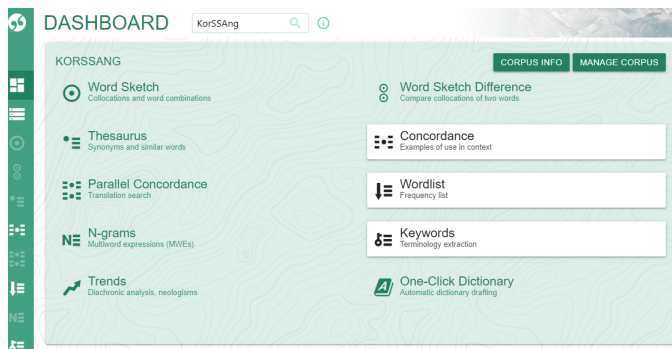 DASHBOARD
KorSSAng
KORSSANG
CORPUS INFO
MANAGE CORPUS
Word Sketch
Collocations and word combinations
Word Sketch Difference
Compare collocations of two words
Thesaurus
Synonyms and similar words
Concordance
Examples of use in context
Parallel Concordance
Translation search
Wordlist
Frequency list
N-grams
Multiword expressions (MWEs)
Keywords
Terminology extraction
Trends
Diachronic analysis, neologisms
One-Click Dictionary
Automatic dictionary drafting